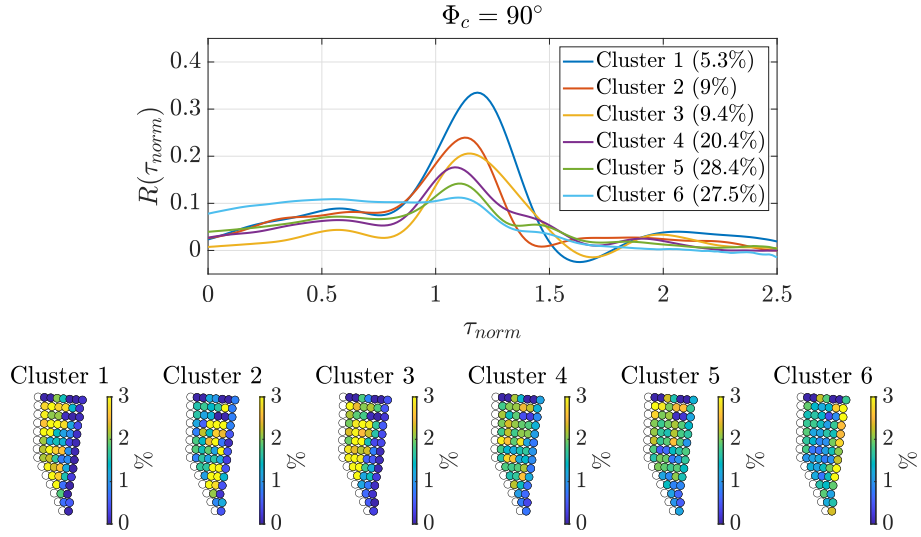 Φc = 90°
R(τnorm)
0.4
0.3
0.2
0.1
0
0 0.5 1 1.5 2 2.5
τnorm
Cluster 1 (5.3%)
Cluster 2 (9%)
Cluster 3 (9.4%)
Cluster 4 (20.4%)
Cluster 5 (28.4%)
Cluster 6 (27.5%)
Cluster 1 Cluster 2 Cluster 3 Cluster 4 Cluster 5 Cluster 6
3 3 3 3 3 3
2 2 2 2 2 2
% % % % % %
1 1 1 1 1 1
0 0 0 0 0 0